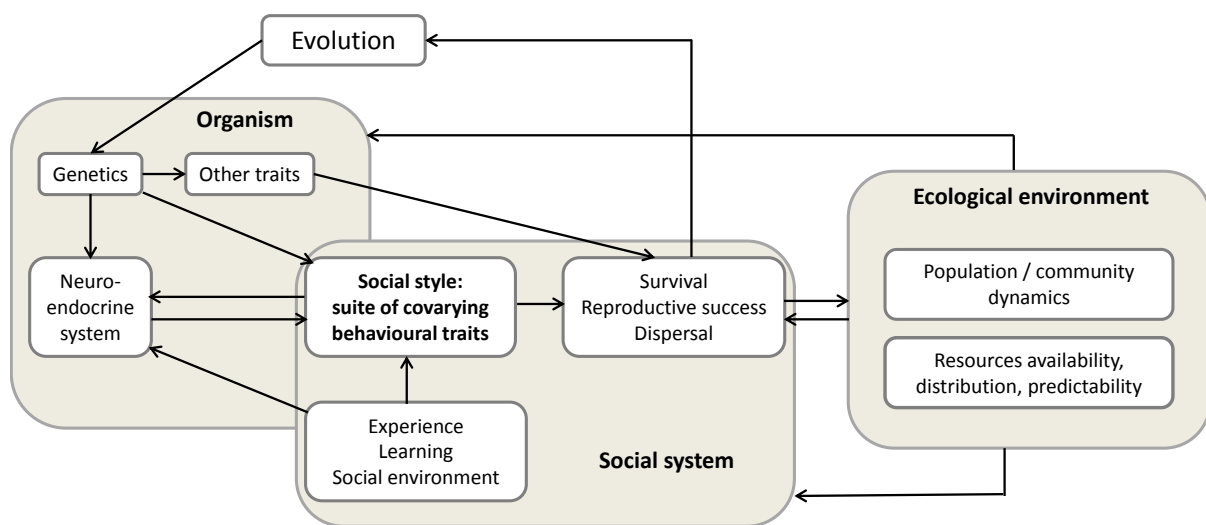 Evolution
Organism
Genetics
Other traits
Neuro-
endocrine
system
Social style:
suite of covarying
behavioural traits
Survival
Reproductive success
Dispersal
Experience
Learning
Social environment
Social system
Ecological environment
Population / community
dynamics
Resources availability,
distribution, predictability